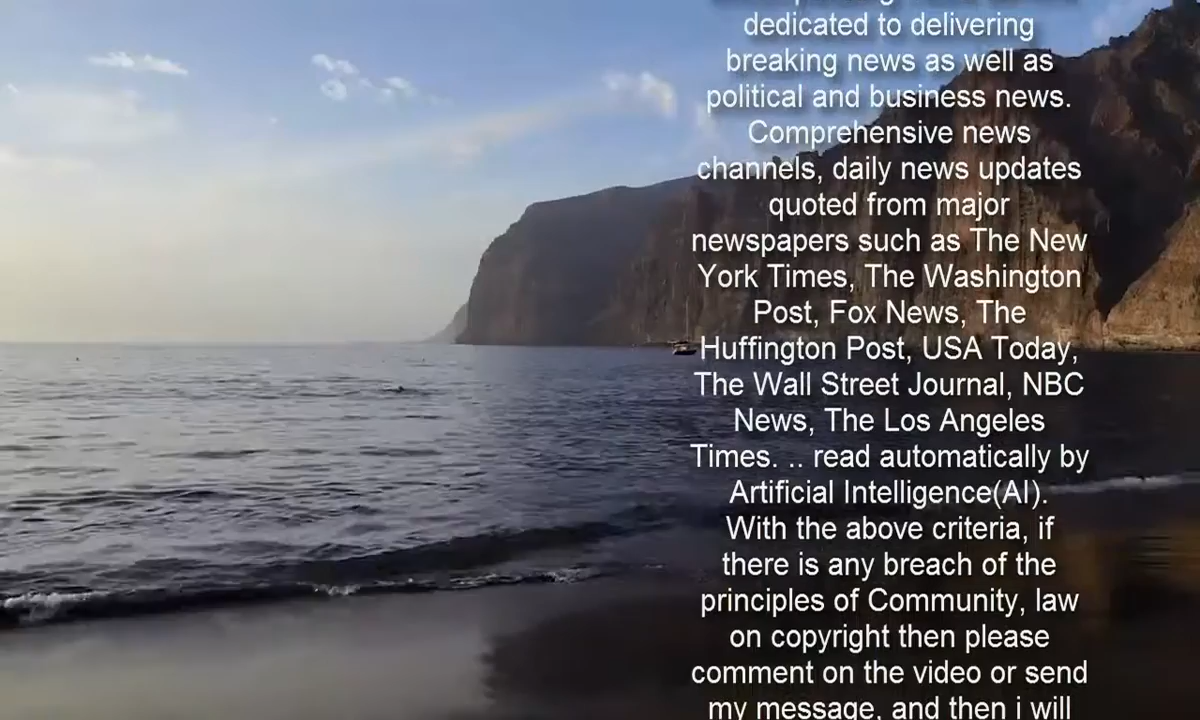 dedicated to delivering
breaking news as well as
political and business news.
Comprehensive news
channels, daily news updates
quoted from major
newspapers such as The New
York Times, The Washington
Post, Fox News, The
Huffington Post, USA Today,
The Wall Street Journal, NBC
News, The Los Angeles
Times. .. read automatically by
Artificial Intelligence(AI).
With the above criteria, if
there is any breach of the
principles of Community, law
on copyright then please
comment on the video or send
my message, and then i will